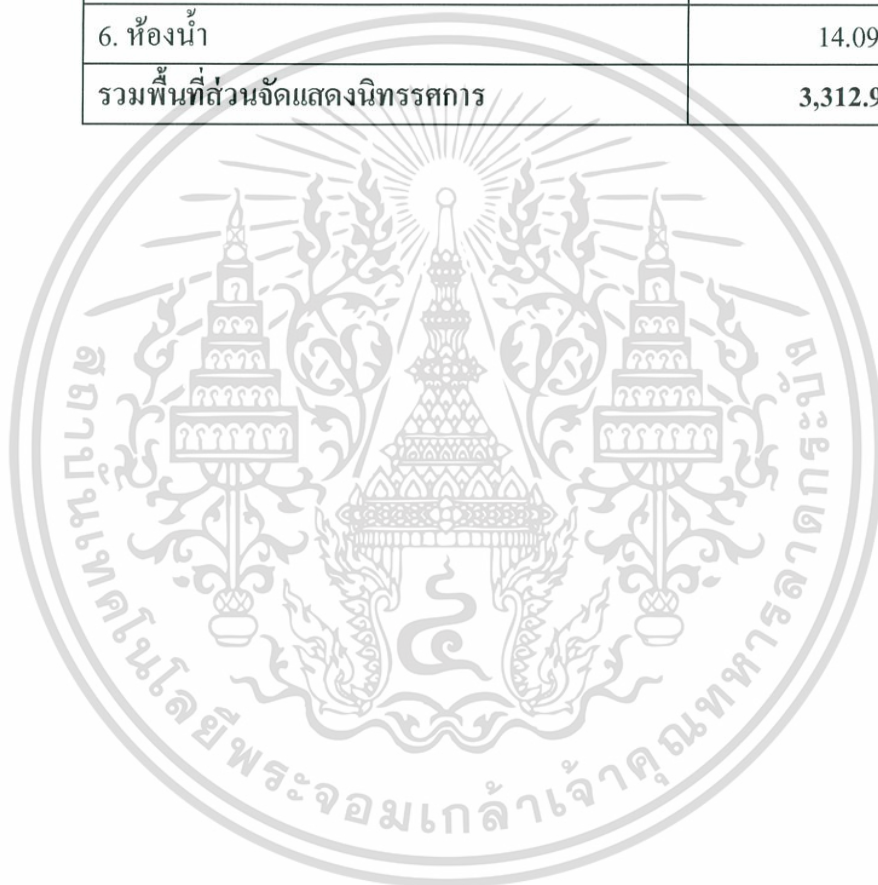 6. ห้องน้ำ 14.09
รวมพื้นที่ส่วนจัดแสดงนิทรรศการ 3,312.9
๔
สถาบันเทคโนโลยีพระจอมเกล้าเจ้าคุณทหารลาดกระบัง